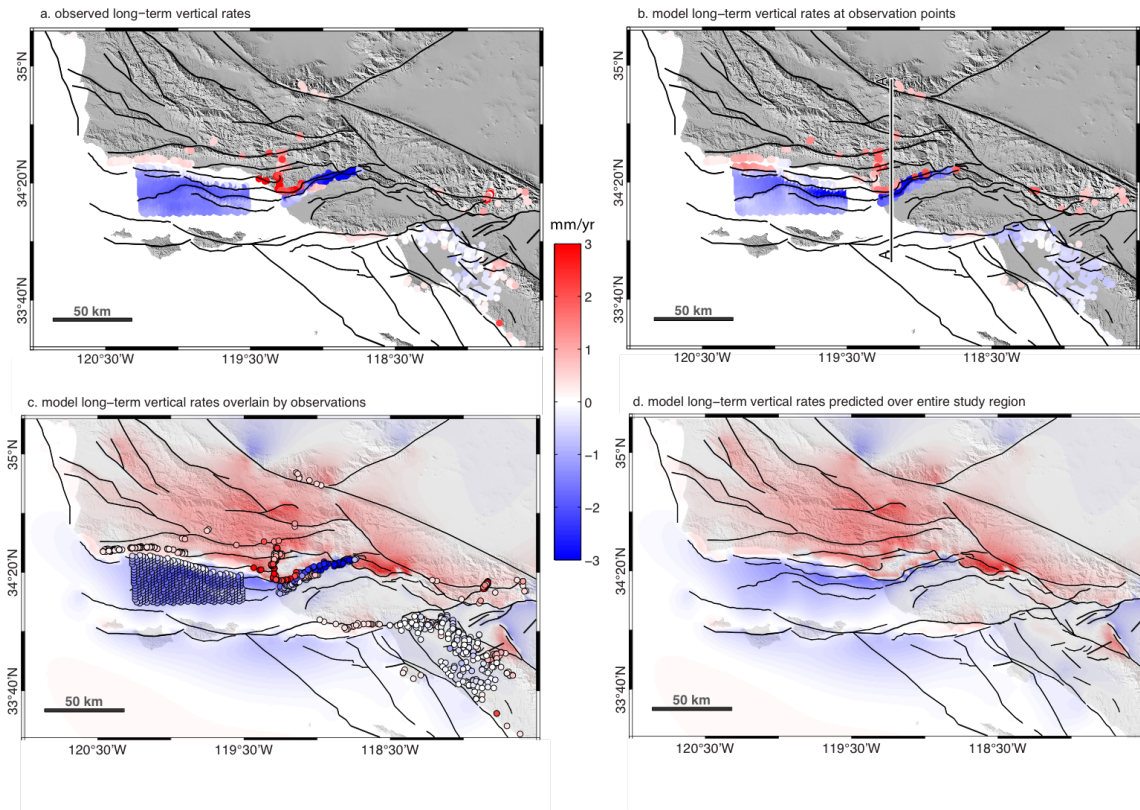 a. observed long−term vertical rates
b. model long−term vertical rates at observation points
35°N
34°20'N
33°40'N
50 km
120°30'W
119°30'W
118°30'W
mm/yr
3
2
1
0
−1
−2
−3
35°N
34°20'N
33°40'N
A'
A
50 km
120°30'W
119°30'W
118°30'W
c. model long−term vertical rates overlain by observations
d. model long−term vertical rates predicted over entire study region
35°N
34°20'N
33°40'N
50 km
120°30'W
119°30'W
118°30'W
35°N
34°20'N
33°40'N
50 km
120°30'W
119°30'W
118°30'W